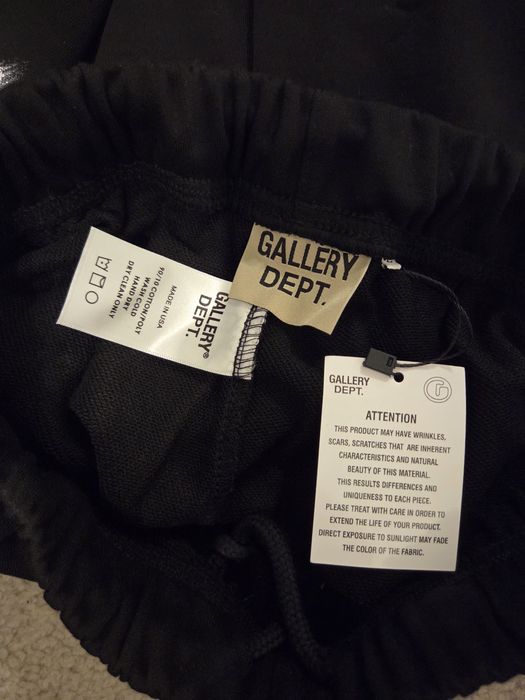 GALLERY
DEPT.
GALLERY
DEPT.®
MADE IN USA
90/10 COTTON/POLY
WASH COLD
HAND DRY
DRY CLEAN ONLY
GALLERY
DEPT.
G
ATTENTION
THIS PRODUCT MAY HAVE WRINKLES,
SCARS, SCRATCHES THAT ARE INHERENT
CHARACTERISTICS AND NATURAL
BEAUTY OF THIS MATERIAL.
THIS RESULTS DIFFERENCES AND
UNIQUENESS TO EACH PIECE.
PLEASE TREAT WITH CARE IN ORDER TO
EXTEND THE LIFE OF YOUR PRODUCT.
DIRECT EXPOSURE TO SUNLIGHT MAY FADE
THE COLOR OF THE FABRIC.